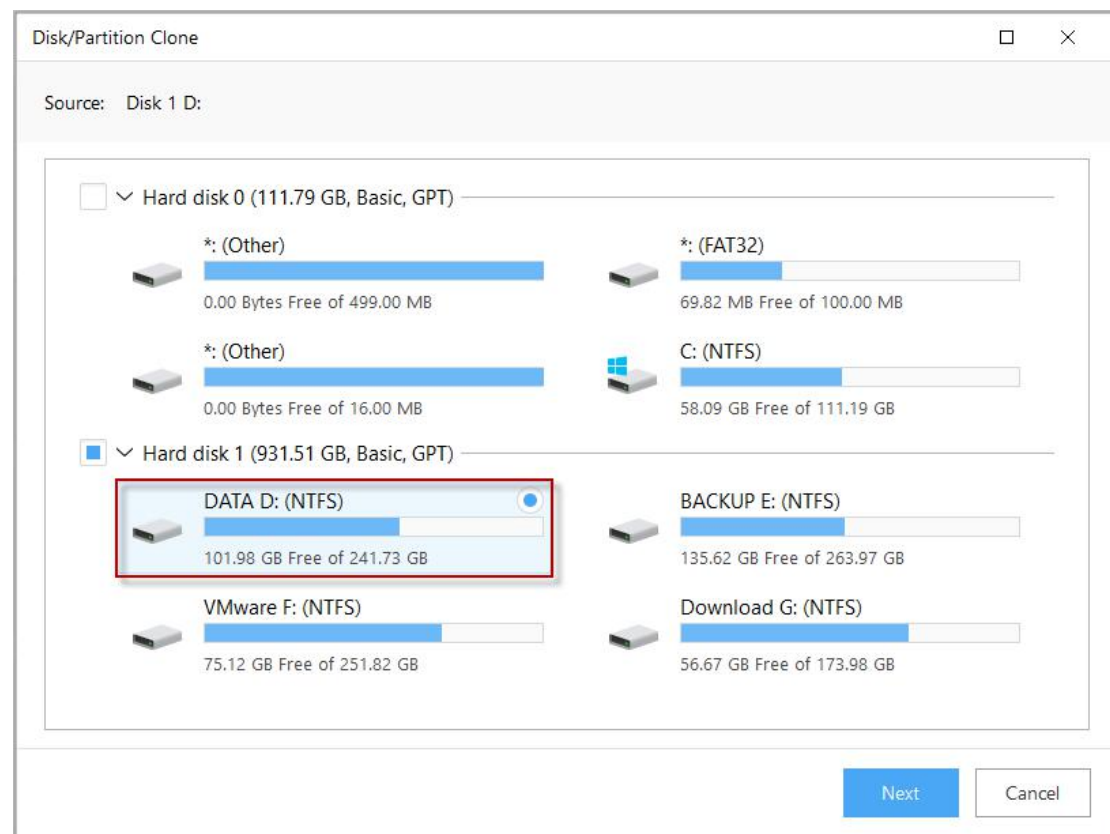 Disk/Partition Clone
Source: Disk 1 D:
Hard disk 0 (111.79 GB, Basic, GPT)
*: (Other)
0.00 Bytes Free of 499.00 MB
*: (FAT32)
69.82 MB Free of 100.00 MB
*: (Other)
0.00 Bytes Free of 16.00 MB
C: (NTFS)
58.09 GB Free of 111.19 GB
Hard disk 1 (931.51 GB, Basic, GPT)
DATA D: (NTFS)
101.98 GB Free of 241.73 GB
BACKUP E: (NTFS)
135.62 GB Free of 263.97 GB
VMware F: (NTFS)
75.12 GB Free of 251.82 GB
Download G: (NTFS)
56.67 GB Free of 173.98 GB
Next
Cancel